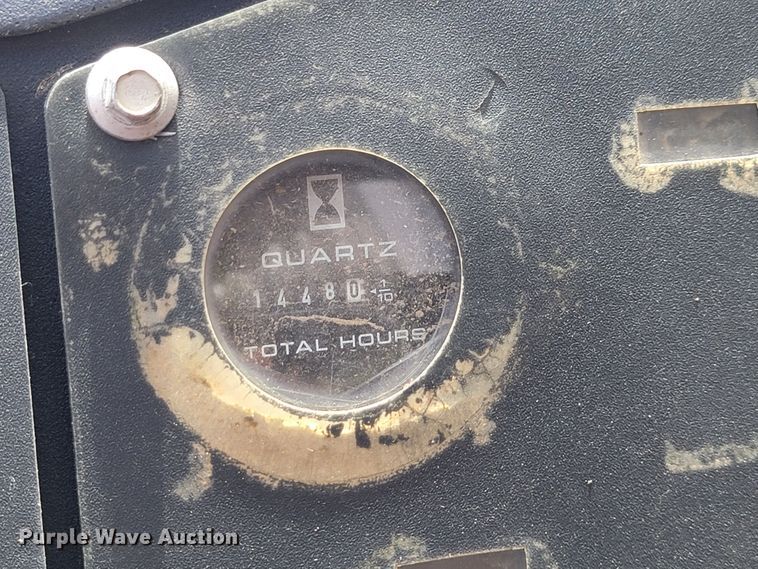 QUARTZ
14480 1/10
TOTAL HOURS
Purple Wave Auction